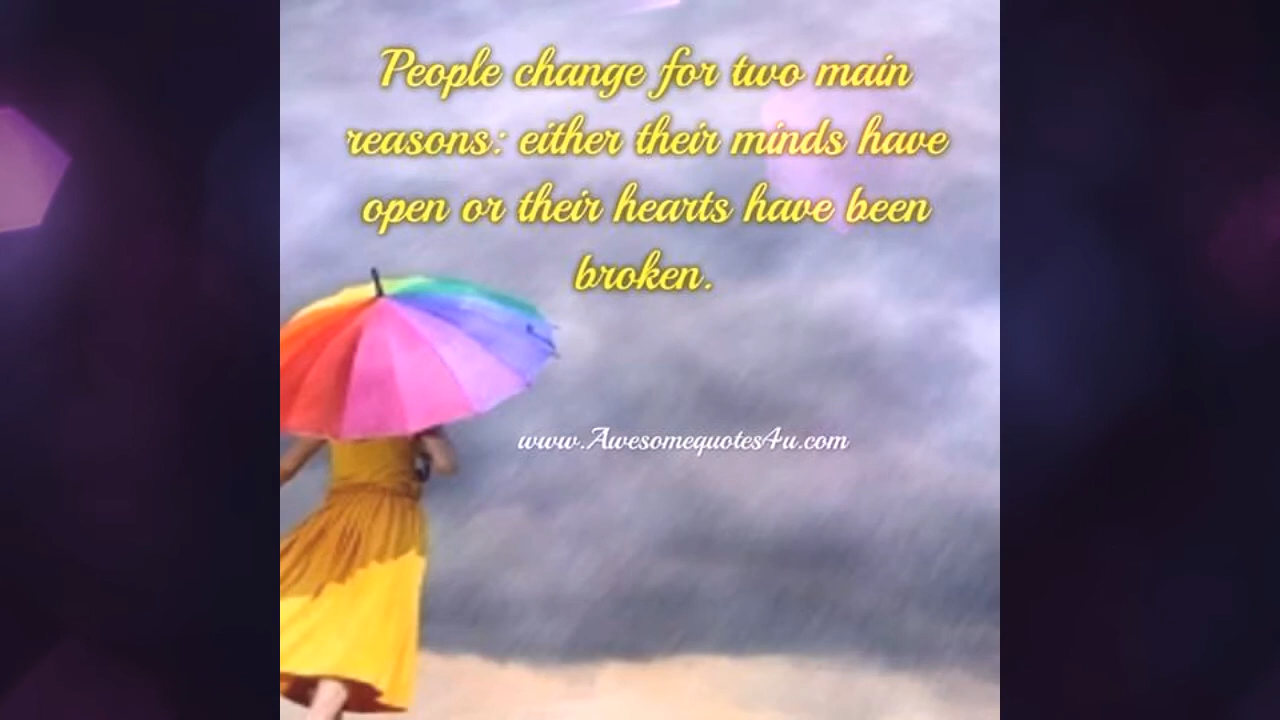 People change for two main
reasons: either their minds have
open or their hearts have been
broken.
www.Awesomequotes4u.com